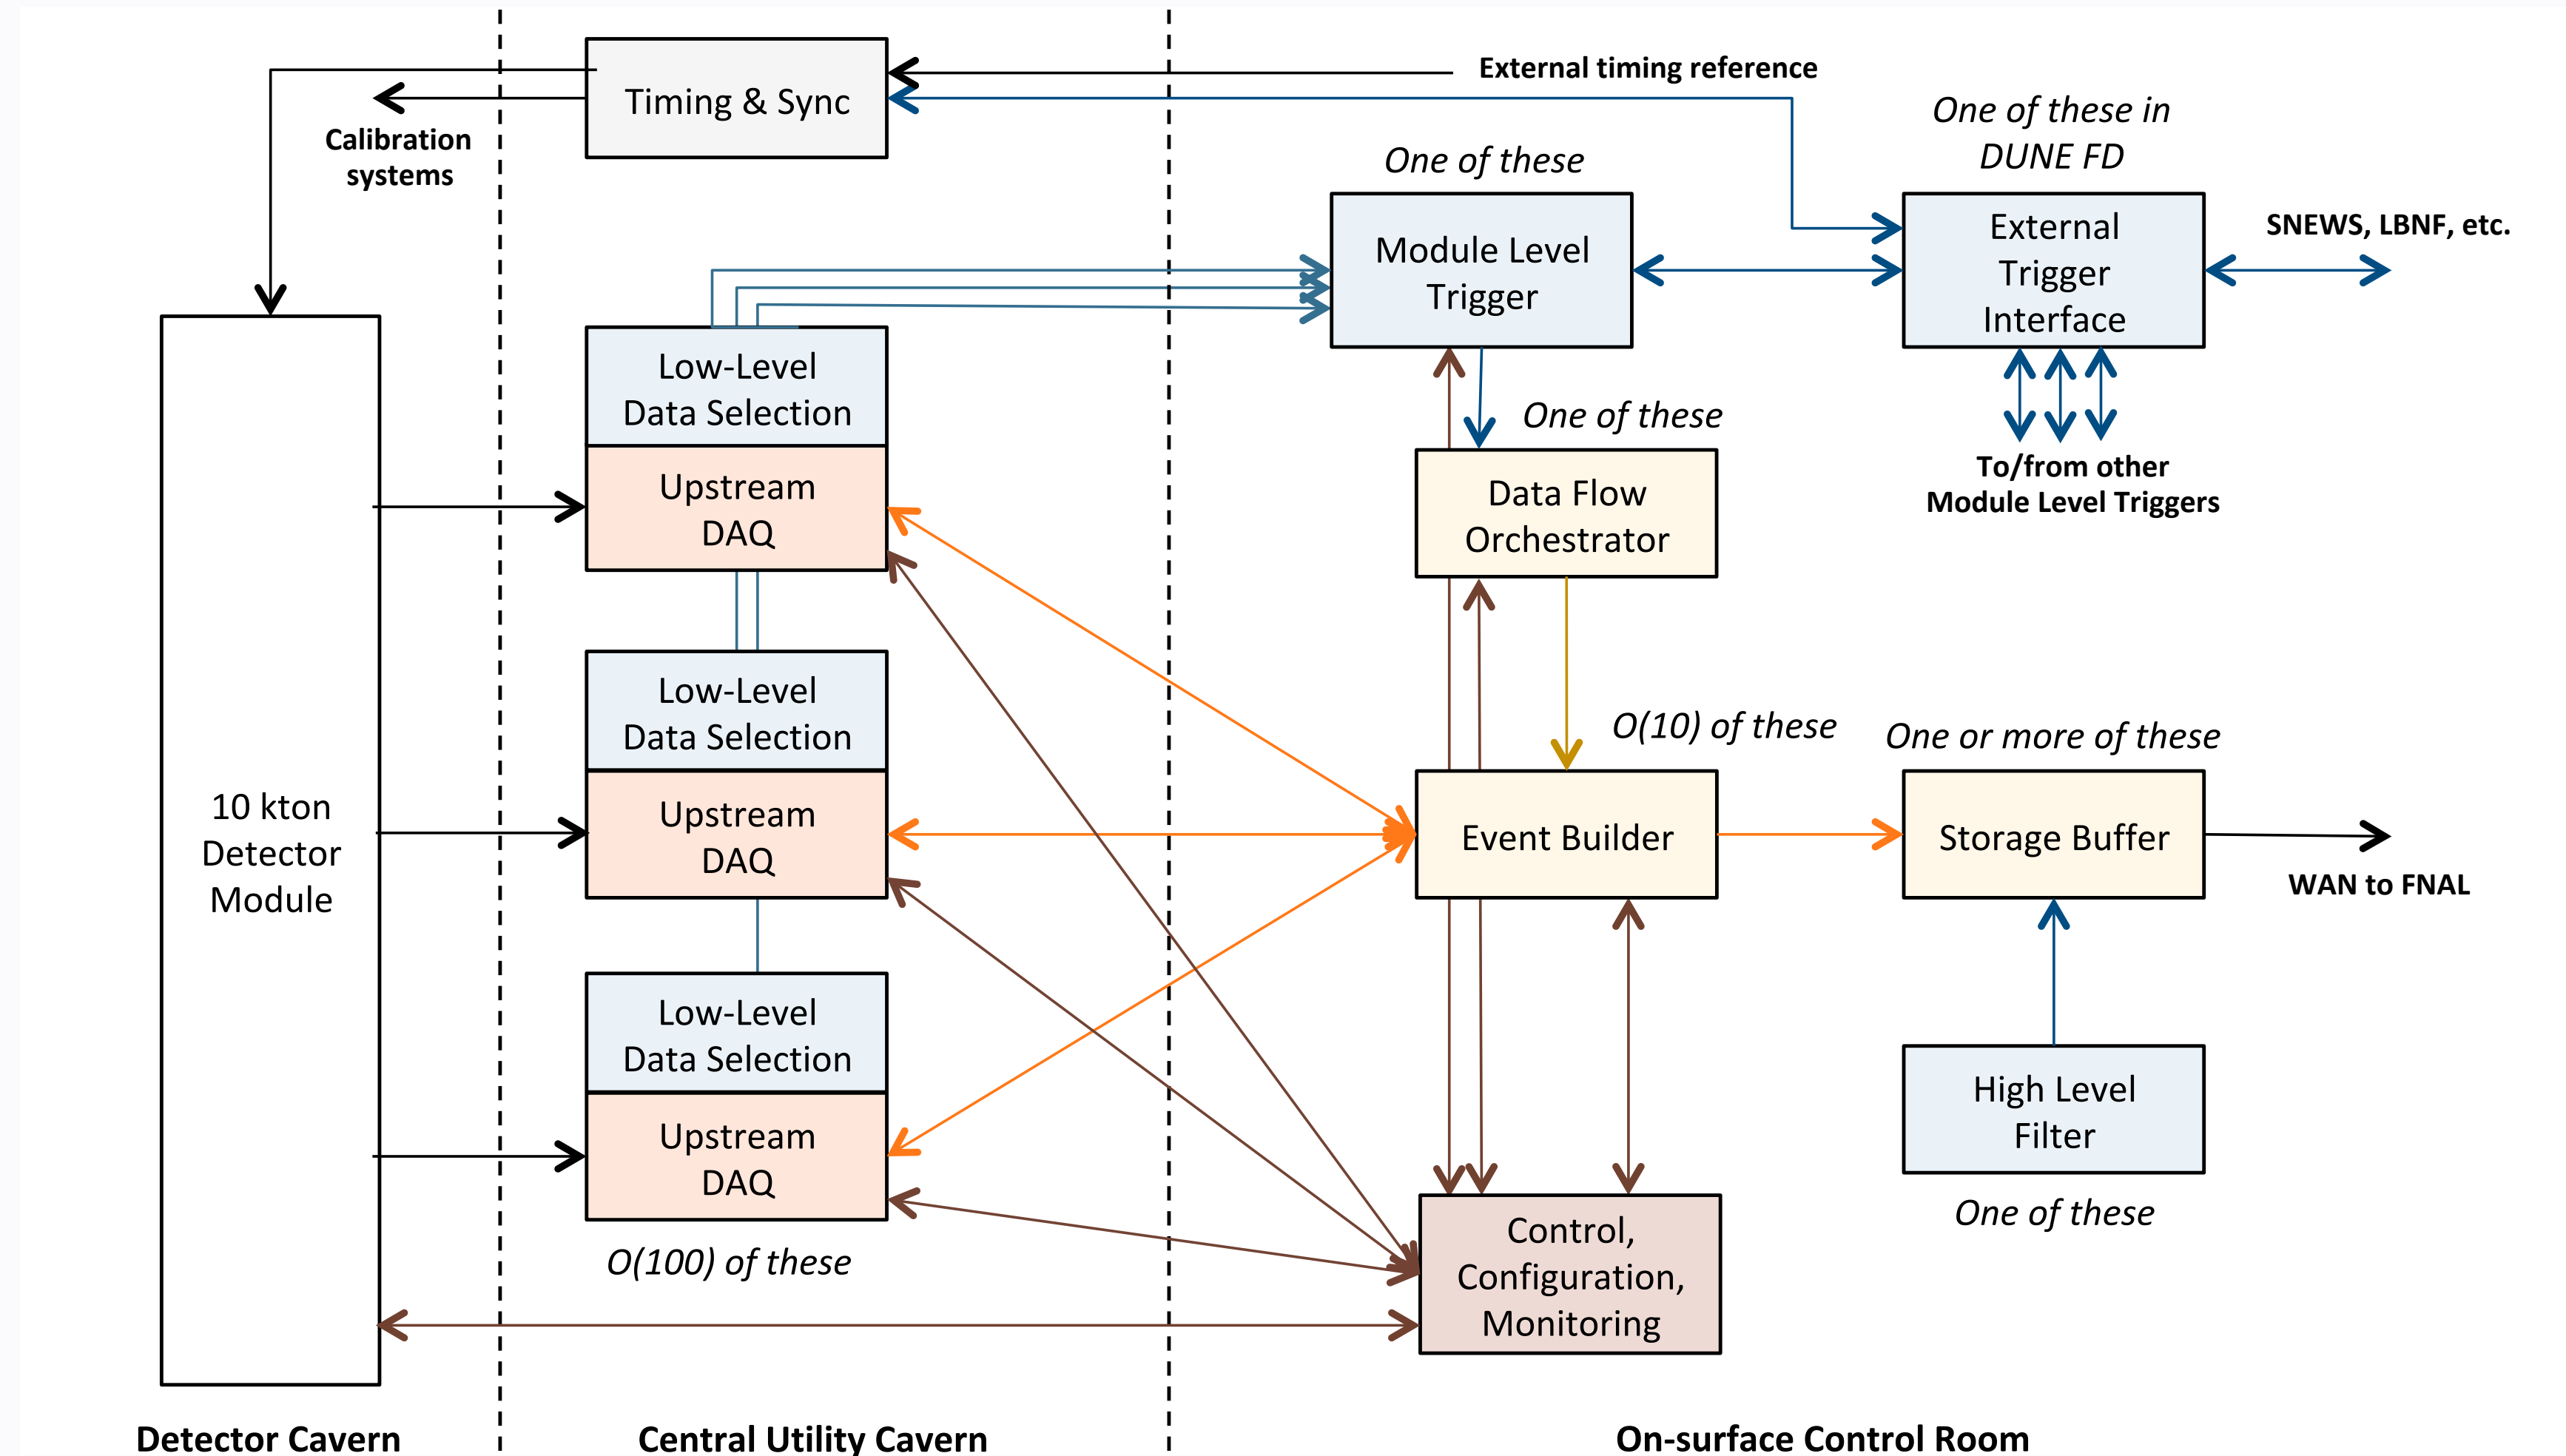 External timing reference
Timing & Sync
Calibration
systems
One of these in
DUNE FD
One of these
Module Level
Trigger
External
Trigger
Interface
SNEWS, LBNF, etc.
Low-Level
Data Selection
Upstream
DAQ
One of these
Data Flow
Orchestrator
To/from other
Module Level Triggers
Low-Level
Data Selection
Upstream
DAQ
O(10) of these
One or more of these
10 kton
Detector
Module
Event Builder
Storage Buffer
WAN to FNAL
Low-Level
Data Selection
Upstream
DAQ
O(100) of these
High Level
Filter
One of these
Control,
Configuration,
Monitoring
Detector Cavern
Central Utility Cavern
On-surface Control Room